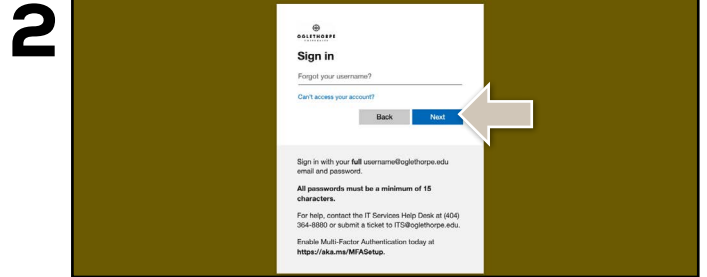 2
OGLETHORPE
UNIVERSITY
Sign in
Forgot your username?
Can't access your account?
Back Next
Sign in with your full username@oglethorpe.edu
email and password.
All passwords must be a minimum of 15
characters.
For help, contact the IT Services Help Desk at (404)
364-8880 or submit a ticket to ITS@oglethorpe.edu.
Enable Multi-Factor Authentication today at
https://aka.ms/MFASetup.